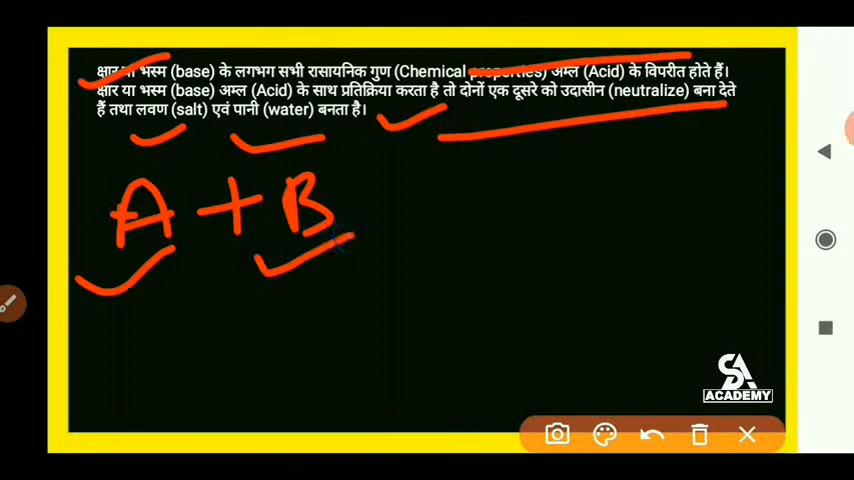 क्षार या भस्म (base) के लगभग सभी रासायनिक गुण (Chemical properties) अम्ल (Acid) के विपरीत होते हैं।
क्षार या भस्म (base) अम्ल (Acid) के साथ प्रतिक्रिया करता है तो दोनों एक दूसरे को उदासीन (neutralize) बना देते
हैं तथा लवण (salt) एवं पानी (water) बनता है।
A + B
SA
ACADEMY